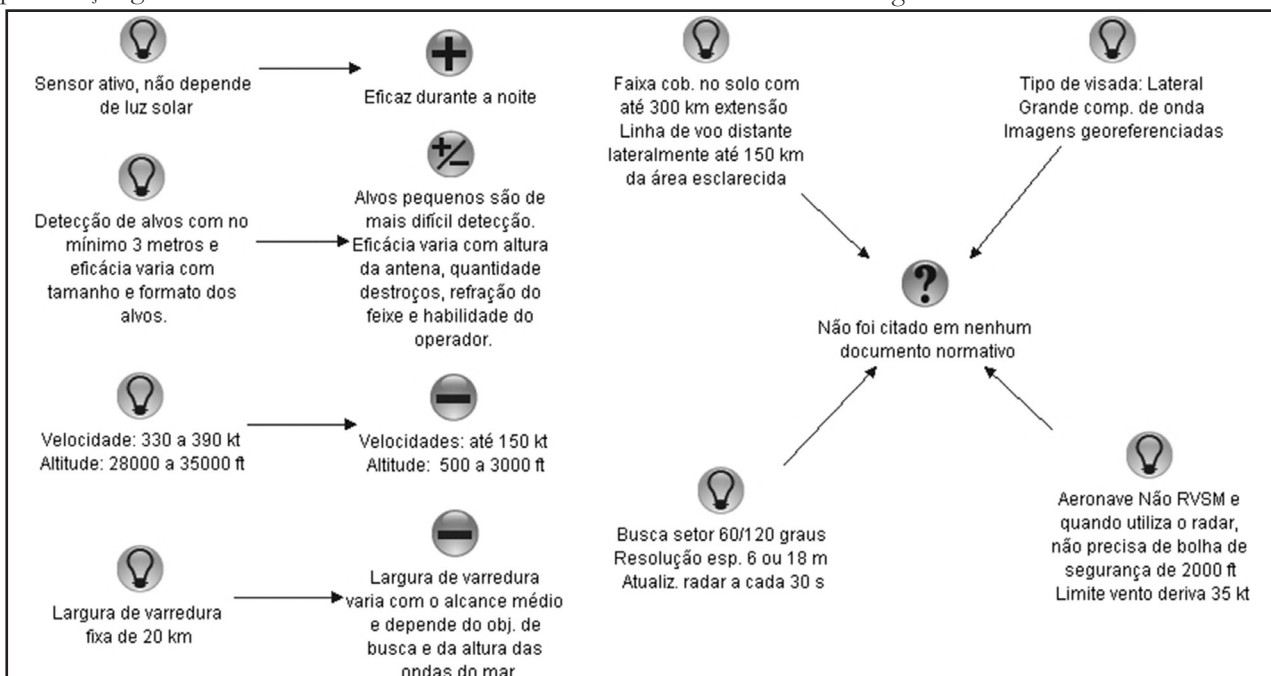 Sensor ativo, não depende
de luz solar
Eficaz durante a noite
Detecção de alvos com no
mínimo 3 metros e
eficácia varia com
tamanho e formato dos
alvos.
Alvos pequenos são de
mais difícil detecção.
Eficácia varia com altura
da antena, quantidade
destroços, refração do
feixe e habilidade do
operador.
Velocidade: 330 a 390 kt
Altitude: 28000 a 35000 ft
Velocidades: até 150 kt
Altitude: 500 a 3000 ft
Largura de varredura
fixa de 20 km
Largura de varredura
varia com o alcance médio
e depende do obj. de
busca e da altura das
ondas do mar
Faixa cob. no solo com
até 300 km extensão
Linha de voo distante
lateralmente até 150 km
da área esclarecida
Tipo de visada: Lateral
Grande comp. de onda
Imagens georeferenciadas
Não foi citado em nenhum
documento normativo
Busca setor 60/120 graus
Resolução esp. 6 ou 18 m
Atualiz. radar a cada 30 s
Aeronave Não RVSM e
quando utiliza o radar,
não precisa de bolha de
segurança de 2000 ft
Limite vento deriva 35 kt